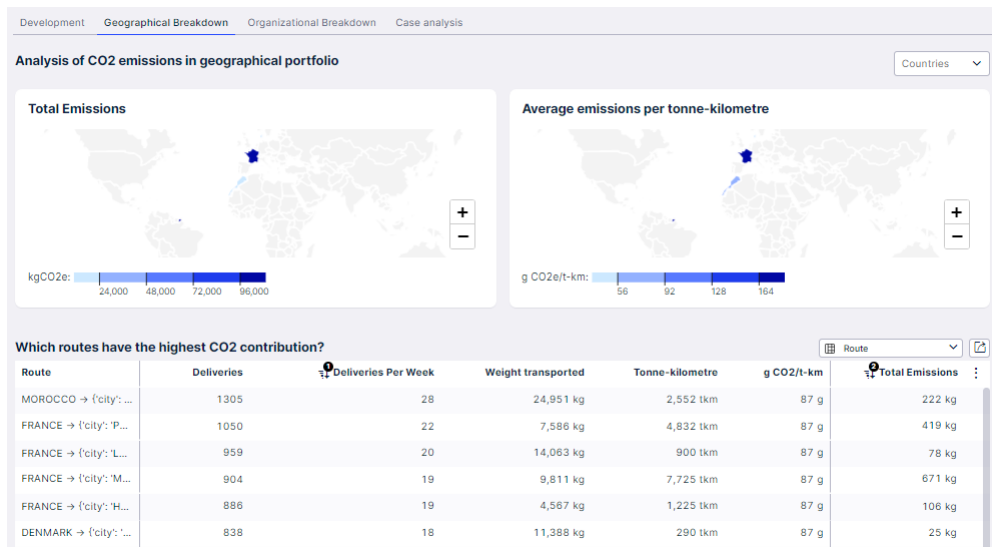 Development Geographical Breakdown Organizational Breakdown Case analysis
Analysis of CO2 emissions in geographical portfolio
Countries
Total Emissions
kgCO2e:
24,000 48,000 72,000 96,000
Average emissions per tonne-kilometre
g CO2e/t-km:
56 92 128 164
Which routes have the highest CO2 contribution?
Route
Route Deliveries 1 Deliveries Per Week Weight transported Tonne-kilometre g CO2/t-km 2 Total Emissions
MOROCCO → {'city': ... 1305 28 24,951 kg 2,552 tkm 87 g 222 kg
FRANCE → {'city': 'P... 1050 22 7,586 kg 4,832 tkm 87 g 419 kg
FRANCE → {'city': 'L... 959 20 14,063 kg 900 tkm 87 g 78 kg
FRANCE → {'city': 'M... 904 19 9,811 kg 7,725 tkm 87 g 671 kg
FRANCE → {'city': 'H... 886 19 4,567 kg 1,225 tkm 87 g 106 kg
DENMARK → {'city': '... 838 18 11,388 kg 290 tkm 87 g 25 kg